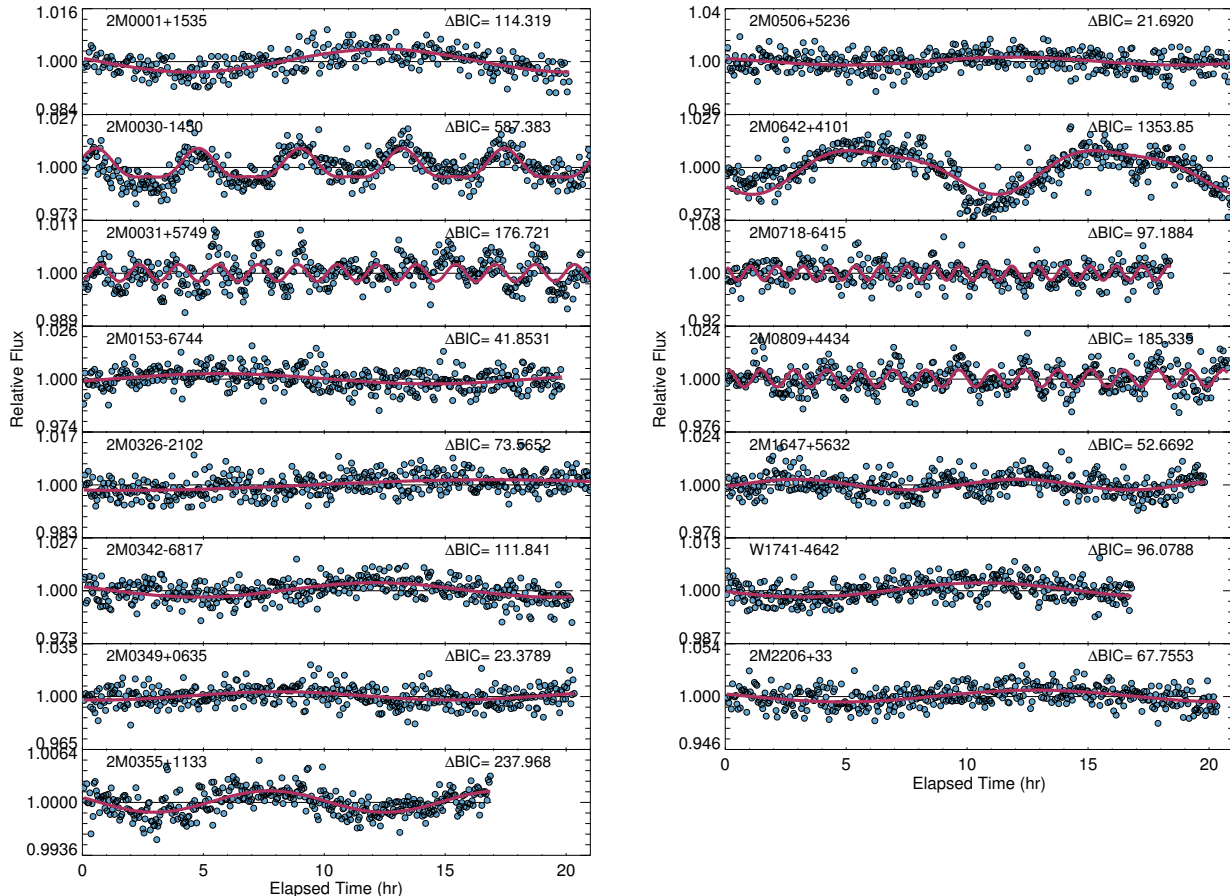 1.016
2M0001+1535 ΔBIC= 114.319
1.000
0.984
1.027
2M0030-1450 ΔBIC= 587.383
1.000
0.973
1.011
2M0031+5749 ΔBIC= 176.721
1.000
0.989
1.026
2M0153-6744 ΔBIC= 41.8531
1.000
0.974
1.017
2M0326-2102 ΔBIC= 73.5652
1.000
0.983
1.027
2M0342-6817 ΔBIC= 111.841
1.000
0.973
1.035
2M0349+0635 ΔBIC= 23.3789
1.000
0.965
1.0064
2M0355+1133 ΔBIC= 237.968
1.0000
0.9936
0 5 10 15 20
Elapsed Time (hr)
Relative Flux
1.04
2M0506+5236 ΔBIC= 21.6920
1.00
0.96
1.027
2M0642+4101 ΔBIC= 1353.85
1.000
0.973
1.08
2M0718-6415 ΔBIC= 97.1884
1.00
0.92
1.024
2M0809+4434 ΔBIC= 185.335
1.000
0.976
1.024
2M1647+5632 ΔBIC= 52.6692
1.000
0.976
1.013
W1741-4642 ΔBIC= 96.0788
1.000
0.987
1.054
2M2206+33 ΔBIC= 67.7553
1.000
0.946
0 5 10 15 20
Elapsed Time (hr)
Relative Flux